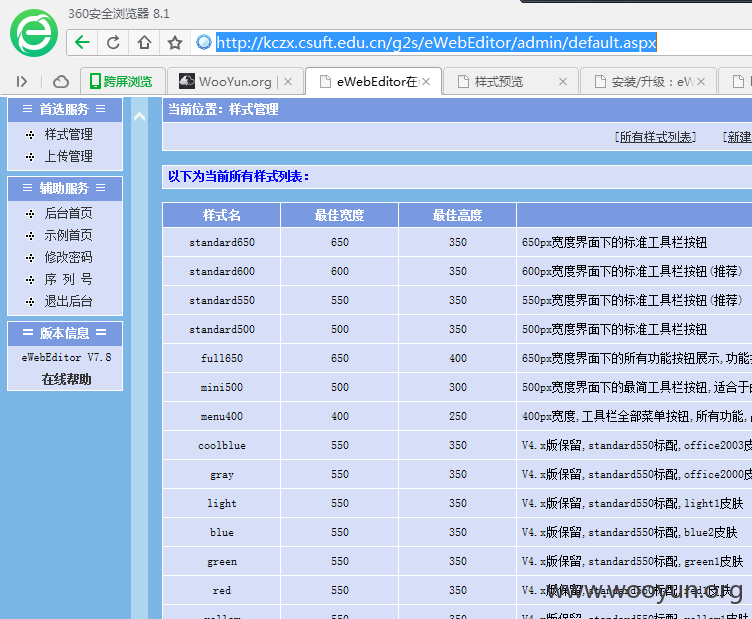 360安全浏览器 8.1
http://kczx.csuft.edu.cn/g2s/eWebEditor/admin/default.aspx
跨屏浏览 WooYun.org eWebEditor在 样式预览 安装/升级：eW
首选服务
样式管理
上传管理
辅助服务
后台首页
示例首页
修改密码
序 列 号
退出后台
版本信息
eWebEditor V7.8
在线帮助
当前位置：样式管理
[所有样式列表] [新建
以下为当前所有样式列表：
样式名 最佳宽度 最佳高度
standard650 650 350 650px宽度界面下的标准工具栏按钮
standard600 600 350 600px宽度界面下的标准工具栏按钮(推荐)
standard550 550 350 550px宽度界面下的标准工具栏按钮(推荐)
standard500 500 350 500px宽度界面下的标准工具栏按钮
full650 650 400 650px宽度界面下的所有功能按钮展示,功能
mini500 500 300 500px宽度界面下的最简工具栏按钮,适合于
menu400 400 250 400px宽度,工具栏全部菜单按钮,所有功能,
coolblue 550 350 V4.x版保留,standard550标配,office2003皮
gray 550 350 V4.x版保留,standard550标配,office2000皮
light 550 350 V4.x版保留,standard550标配,light1皮肤
blue 550 350 V4.x版保留,standard550标配,blue2皮肤
green 550 350 V4.x版保留,standard550标配,green1皮肤
red 550 350 V4.x版保留,standard550标配,red1皮肤
yellow 550 350 V4.x版保留,standard550标配
www.wooyun.org